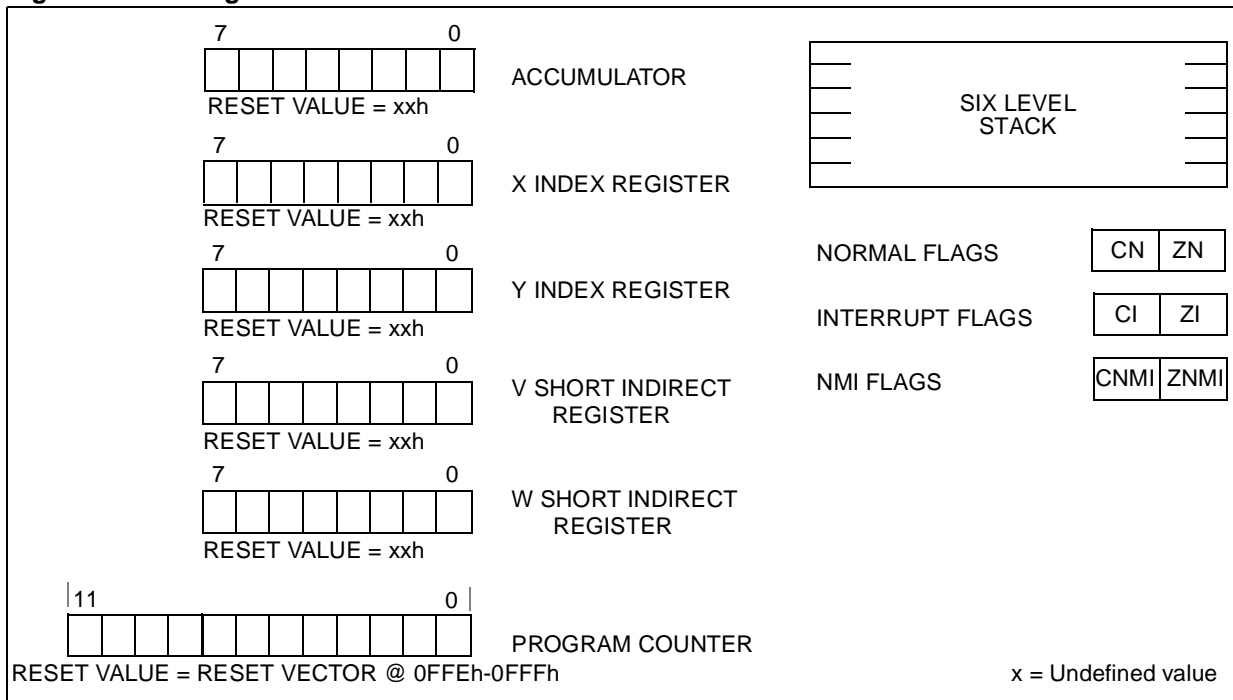 7 0
ACCUMULATOR
RESET VALUE = xxh
7 0
X INDEX REGISTER
RESET VALUE = xxh
7 0
Y INDEX REGISTER
RESET VALUE = xxh
7 0
V SHORT INDIRECT
REGISTER
RESET VALUE = xxh
7 0
W SHORT INDIRECT
REGISTER
RESET VALUE = xxh
11 0
PROGRAM COUNTER
RESET VALUE = RESET VECTOR @ 0FFEh-0FFFh
SIX LEVEL
STACK
NORMAL FLAGS CN ZN
INTERRUPT FLAGS CI ZI
NMI FLAGS CNMI ZNMI
x = Undefined value